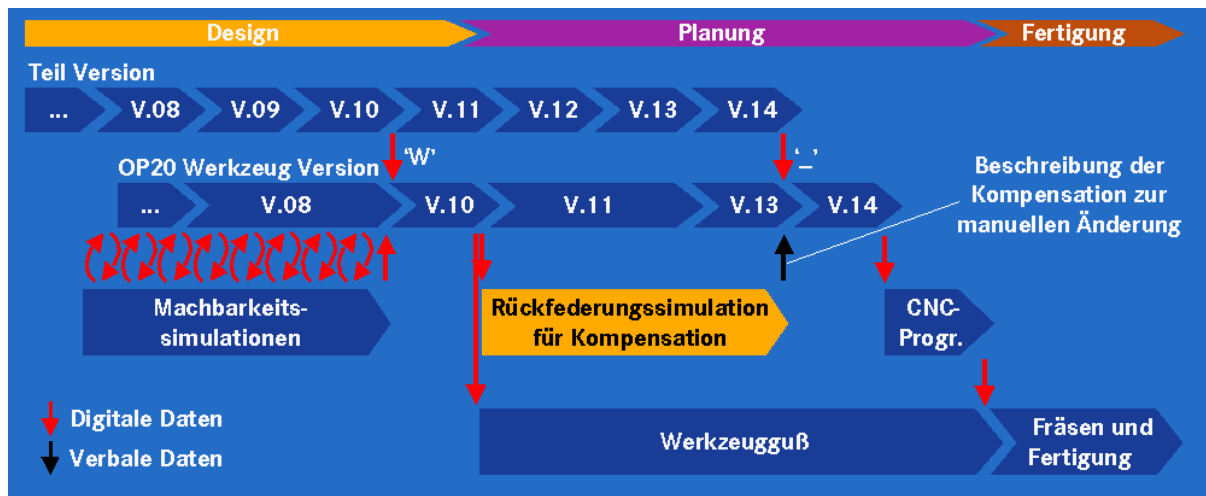 Design
Planung
Fertigung
Teil Version
...
V.08
V.09
V.10
V.11
V.12
V.13
V.14
'W'
'_'
OP20 Werkzeug Version
...
V.08
V.10
V.11
V.13
V.14
Beschreibung der
Kompensation zur
manuellen Änderung
Machbarkeits-
simulationen
Rückfederungssimulation
für Kompensation
CNC-
Progr.
Digitale Daten
Verbale Daten
Werkzeugguß
Fräsen und
Fertigung